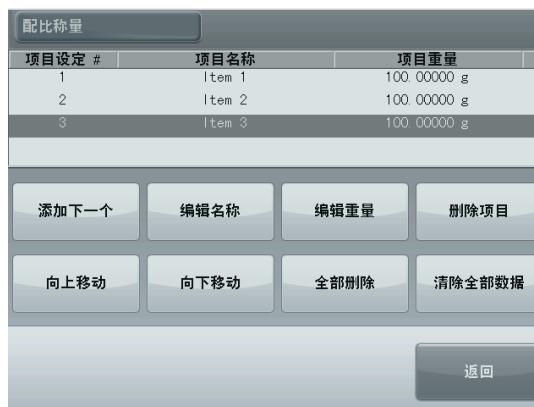 配比称量
项目设定 # 项目名称 项目重量
1 Item 1 100.00000 g
2 Item 2 100.00000 g
3 Item 3 100.00000 g
添加下一个 编辑名称 编辑重量 删除项目
向上移动 向下移动 全部删除 清除全部数据
返回